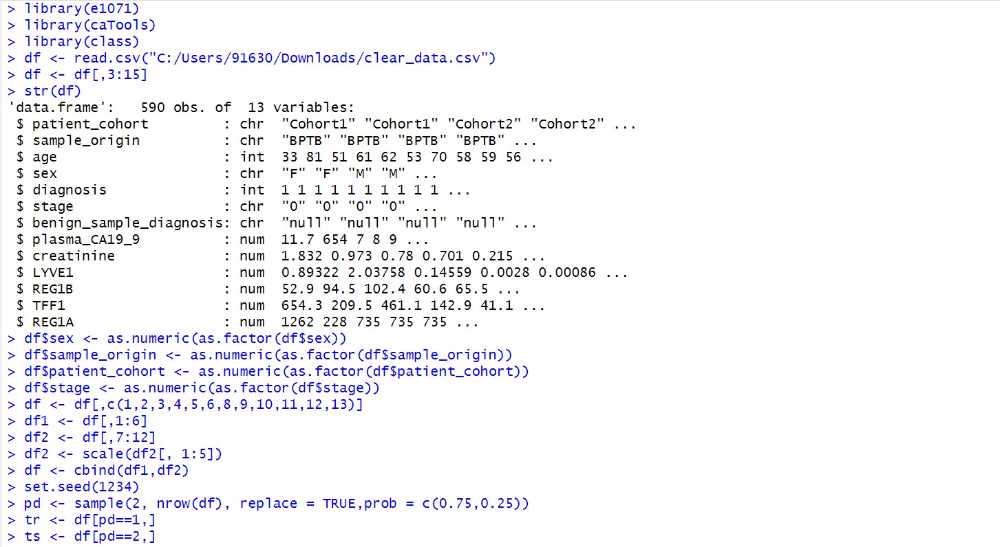 > library(e1071)
> library(caTools)
> library(class)
> df <- read.csv("C:/Users/91630/Downloads/clear_data.csv")
> df <- df[,3:15]
> str(df)
'data.frame':   590 obs. of  13 variables:
 $ patient_cohort         : chr  "Cohort1" "Cohort1" "Cohort2" "Cohort2" ...
 $ sample_origin          : chr  "BPTB" "BPTB" "BPTB" "BPTB" ...
 $ age                    : int  33 81 51 61 62 53 70 58 59 56 ...
 $ sex                    : chr  "F" "F" "M" "M" ...
 $ diagnosis              : int  1 1 1 1 1 1 1 1 1 1 ...
 $ stage                  : chr  "0" "0" "0" "0" ...
 $ benign_sample_diagnosis: chr  "null" "null" "null" "null" ...
 $ plasma_CA19_9          : num  11.7 654 7 8 9 ...
 $ creatinine             : num  1.832 0.973 0.78 0.701 0.215 ...
 $ LYVE1                  : num  0.89322 2.03758 0.14559 0.0028 0.00086 ...
 $ REG1B                  : num  52.9 94.5 102.4 60.6 65.5 ...
 $ TFF1                   : num  654.3 209.5 461.1 142.9 41.1 ...
 $ REG1A                  : num  1262 228 735 735 735 ...
> df$sex <- as.numeric(as.factor(df$sex))
> df$sample_origin <- as.numeric(as.factor(df$sample_origin))
> df$patient_cohort <- as.numeric(as.factor(df$patient_cohort))
> df$stage <- as.numeric(as.factor(df$stage))
> df <- df[,c(1,2,3,4,5,6,8,9,10,11,12,13)]
> df1 <- df[,1:6]
> df2 <- df[,7:12]
> df2 <- scale(df2[, 1:5])
> df <- cbind(df1,df2)
> set.seed(1234)
> pd <- sample(2, nrow(df), replace = TRUE,prob = c(0.75,0.25))
> tr <- df[pd==1,]
> ts <- df[pd==2,]